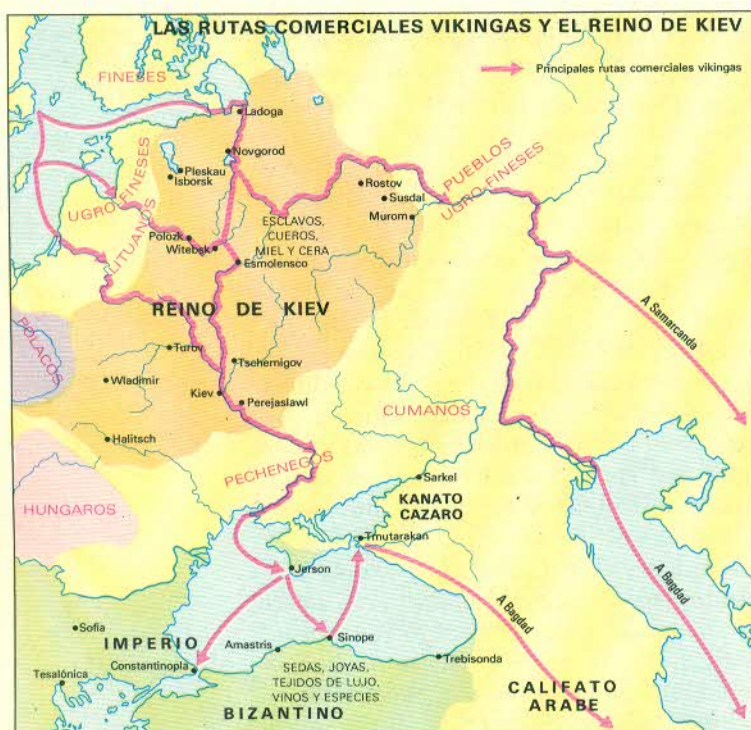 LAS RUTAS COMERCIALES VIKINGAS Y EL REINO DE KIEV
Principales rutas comerciales vikingas
FINESES
Ladoga
Novgorod
Pleskau
Isborsk
UGRO-FINESES
LITUANOS
Rostov
Susdal
Murom
PUEBLOS
UGRO-FINESES
ESCLAVOS,
CUEROS,
MIEL Y CERA
Polozk
Witebsk
Esmolensco
REINO DE KIEV
A Samarcanda
POLACOS
Turov
Tschernigov
Wladimir
Kiev
Perejaslawl
Halitsch
CUMANOS
PECHENEGOS
Sarkel
HUNGAROS
KANATO
CAZARO
Tmutarakan
Jerson
A Bagdad
A Bagdad
Sofia
IMPERIO
Amastris
Sinope
Constantinopla
Trebisonda
Tesalónica
SEDAS, JOYAS,
TEJIDOS DE LUJO,
VINOS Y ESPECIES
BIZANTINO
CALIFATO
ARABE